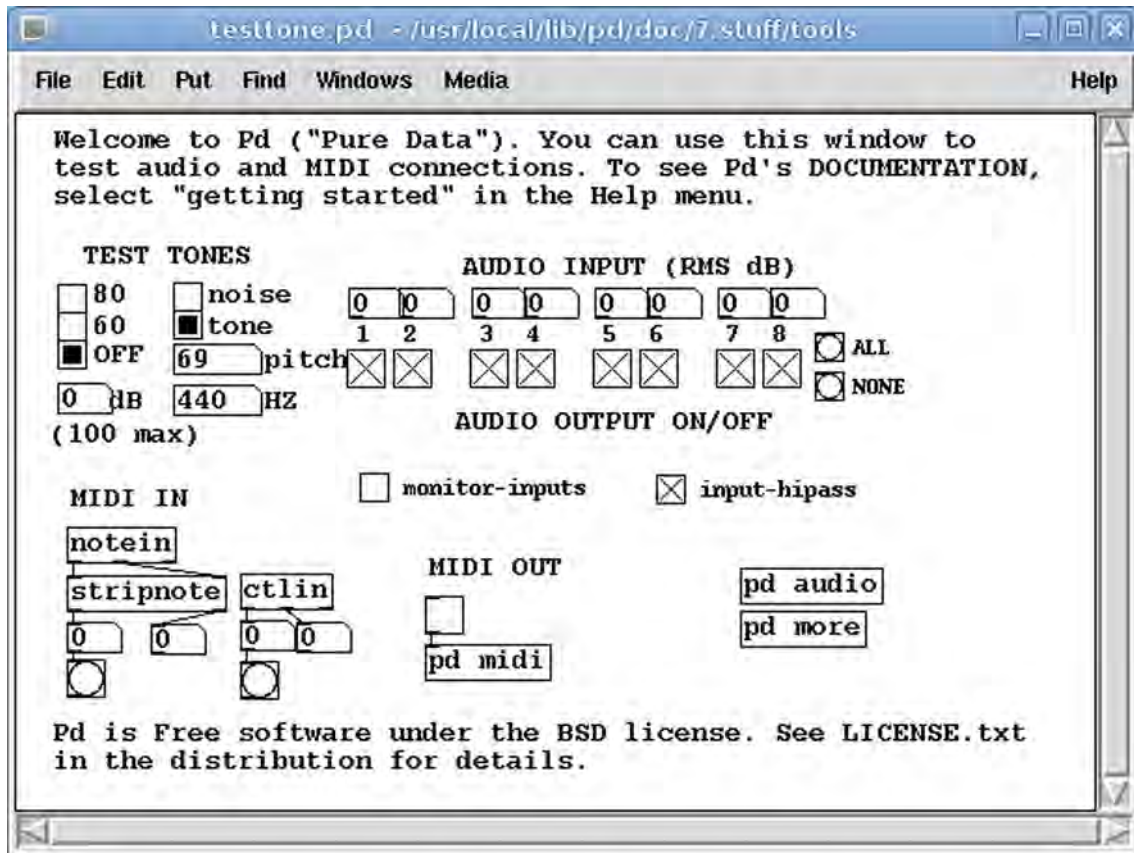 testtone.pd - /usr/local/lib/pd/doc/7.stuff/tools
File Edit Put Find Windows Media Help
Welcome to Pd ("Pure Data"). You can use this window to
test audio and MIDI connections. To see Pd's DOCUMENTATION,
select "getting started" in the Help menu.
TEST TONES
80
noise
60
tone
OFF
69 pitch
0 dB
440 HZ
(100 max)
AUDIO INPUT (RMS dB)
0 0 0 0 0 0 0 0
1 2 3 4 5 6 7 8
ALL
NONE
AUDIO OUTPUT ON/OFF
monitor-inputs
input-hipass
MIDI IN
notein
stripnote
ctlin
0 0 0 0
MIDI OUT
pd midi
pd audio
pd more
Pd is Free software under the BSD license. See LICENSE.txt
in the distribution for details.